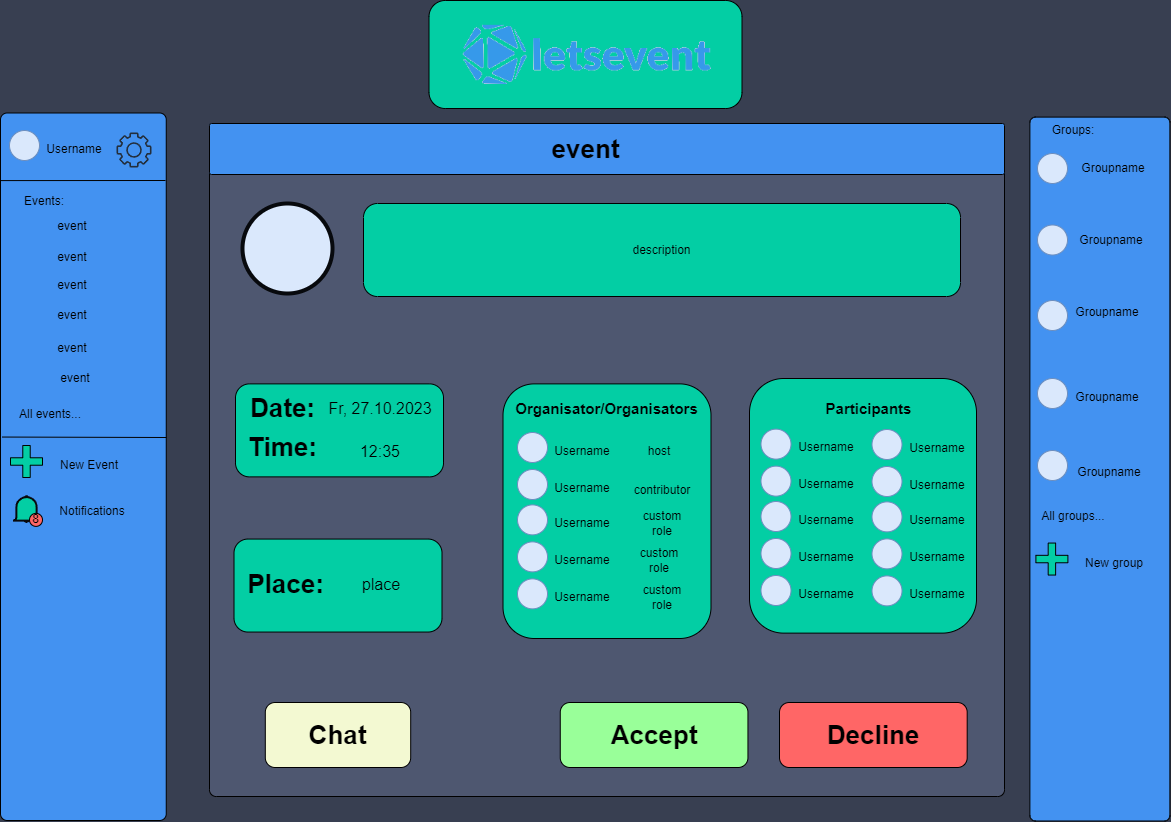 letsevent
Username
Events:
event
event
event
event
event
event
All events...
New Event
8
Notifications
event
description
Date: Fr, 27.10.2023
Time: 12:35
Place: place
Organisator/Organisators
Username host
Username contributor
Username custom
role
Username custom
role
Username custom
role
Participants
Username Username
Username Username
Username Username
Username Username
Username Username
Chat
Accept
Decline
Groups:
Groupname
Groupname
Groupname
Groupname
Groupname
All groups...
New group